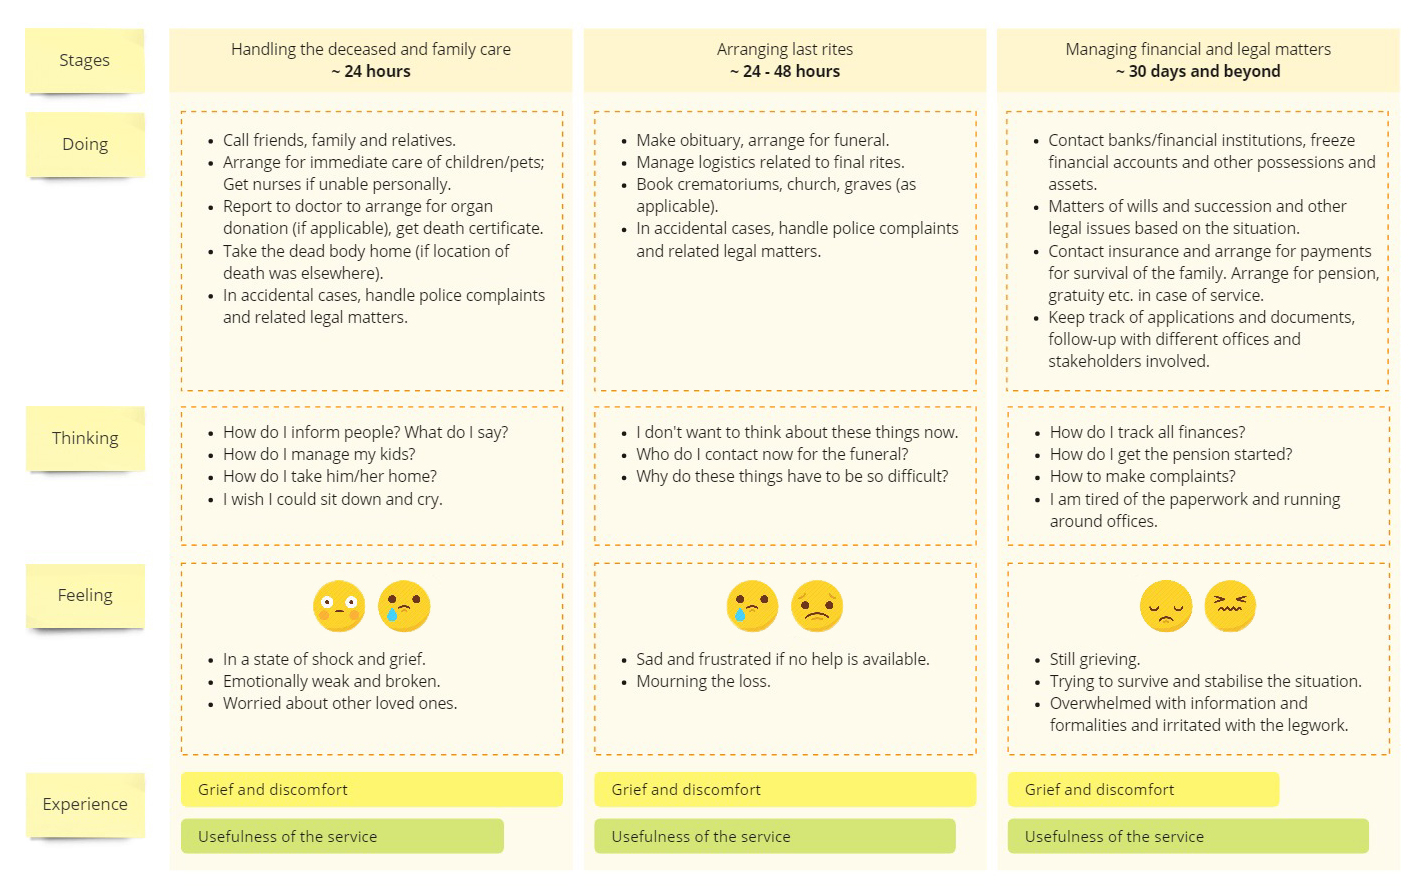 Stages
Handling the deceased and family care
~ 24 hours
Arranging last rites
~ 24 - 48 hours
Managing financial and legal matters
~ 30 days and beyond
Doing
• Call friends, family and relatives.
• Arrange for immediate care of children/pets;
Get nurses if unable personally.
• Report to doctor to arrange for organ
donation (if applicable), get death certificate.
• Take the dead body home (if location of
death was elsewhere).
• In accidental cases, handle police complaints
and related legal matters.
• Make obituary, arrange for funeral.
• Manage logistics related to final rites.
• Book crematoriums, church, graves (as
applicable).
• In accidental cases, handle police complaints
and related legal matters.
• Contact banks/financial institutions, freeze
financial accounts and other possessions and
assets.
• Matters of wills and succession and other
legal issues based on the situation.
• Contact insurance and arrange for payments
for survival of the family. Arrange for pension,
gratuity etc. in case of service.
• Keep track of applications and documents,
follow-up with different offices and
stakeholders involved.
Thinking
• How do I inform people? What do I say?
• How do I manage my kids?
• How do I take him/her home?
• I wish I could sit down and cry.
• I don't want to think about these things now.
• Who do I contact now for the funeral?
• Why do these things have to be so difficult?
• How do I track all finances?
• How do I get the pension started?
• How to make complaints?
• I am tired of the paperwork and running
around offices.
Feeling
• In a state of shock and grief.
• Emotionally weak and broken.
• Worried about other loved ones.
• Sad and frustrated if no help is available.
• Mourning the loss.
• Still grieving.
• Trying to survive and stabilise the situation.
• Overwhelmed with information and
formalities and irritated with the legwork.
Experience
Grief and discomfort
Usefulness of the service
Grief and discomfort
Usefulness of the service
Grief and discomfort
Usefulness of the service